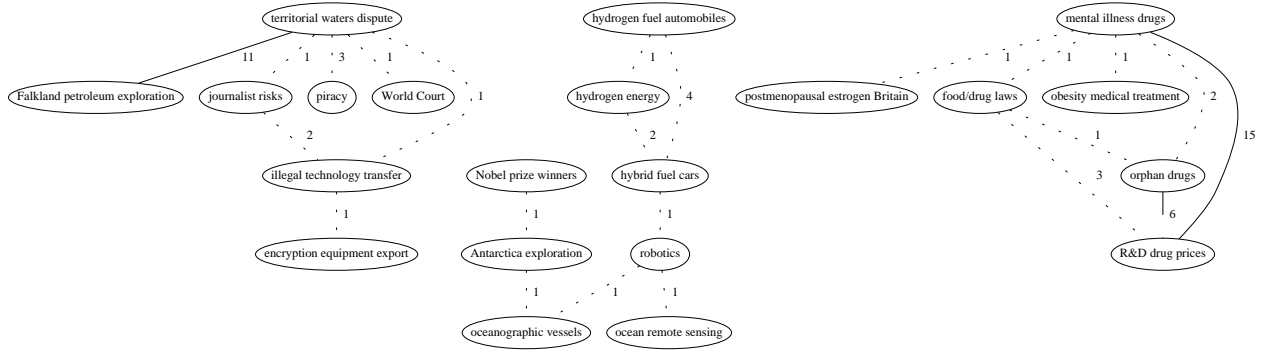 territorial waters dispute
hydrogen fuel automobiles
mental illness drugs
11
1
3
1
1
1
1
1
Falkland petroleum exploration
journalist risks
piracy
World Court
1
hydrogen energy
4
postmenopausal estrogen Britain
food/drug laws
obesity medical treatment
2
2
2
1
15
illegal technology transfer
Nobel prize winners
hybrid fuel cars
3
orphan drugs
1
1
1
6
encryption equipment export
Antarctica exploration
robotics
R&D drug prices
1
1
1
oceanographic vessels
ocean remote sensing